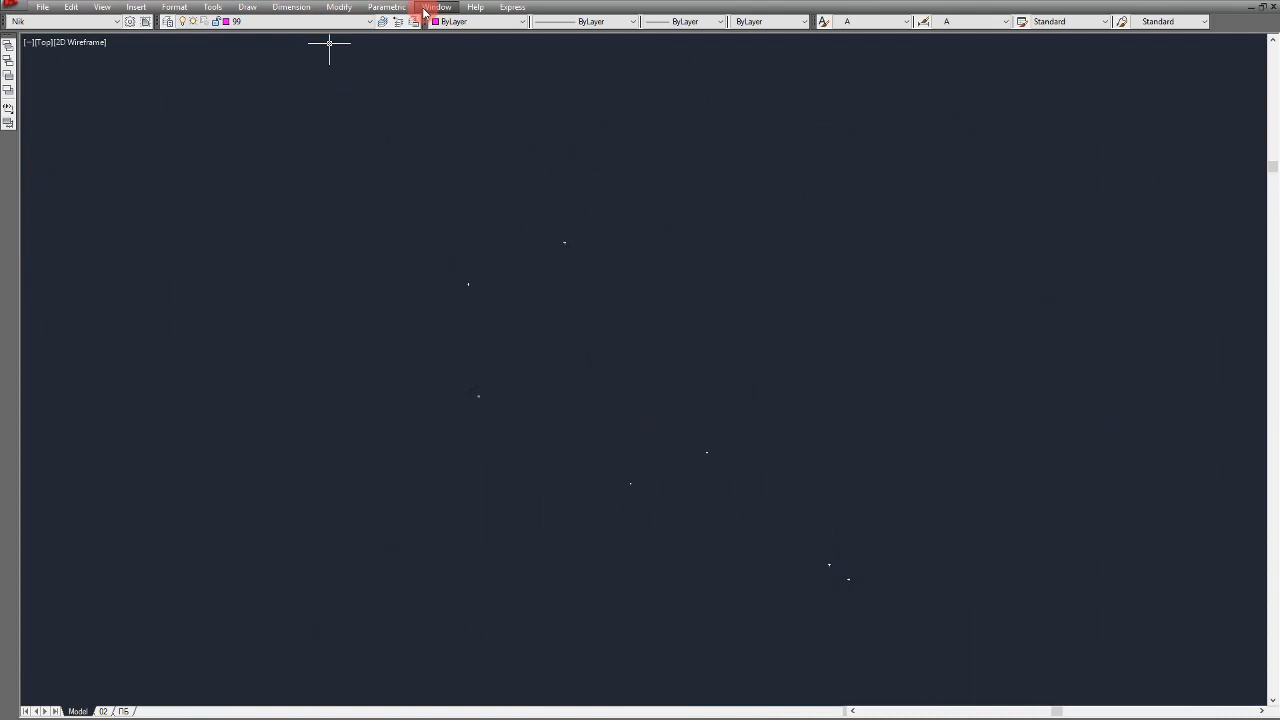 File Edit View Insert Format Tools Draw Dimension Modify Parametric Window Help Express
Nik 99 ByLayer ByLayer ByLayer ByLayer A A Standard Standard
[−][Top][2D Wireframe]
Model 02 ПБ